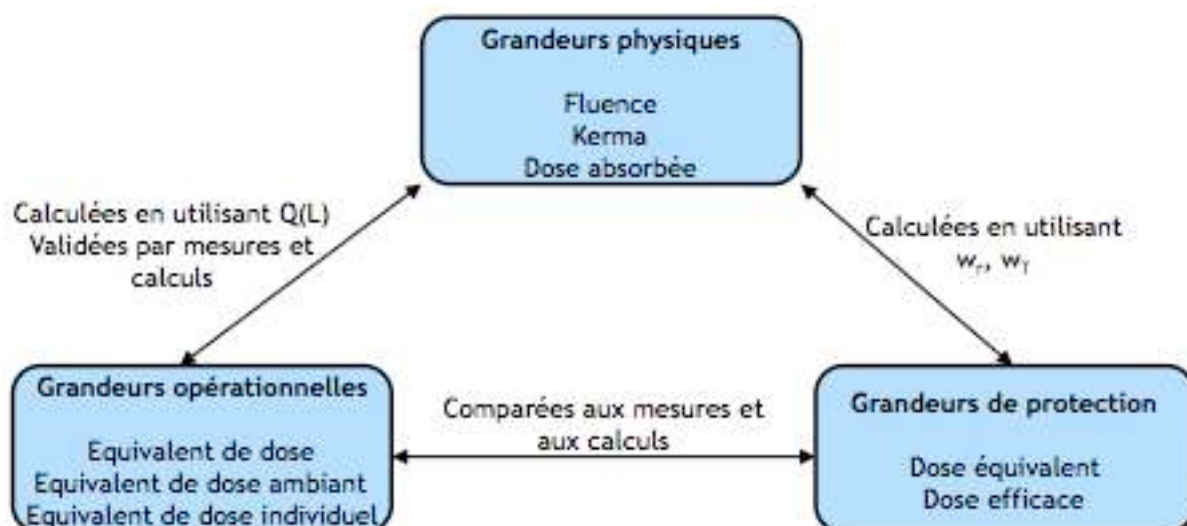 Grandeurs physiques
Fluence
Kerma
Dose absorbée
Calculées en utilisant Q(L)
Validées par mesures et
calculs
Calculées en utilisant
wᵣ, w_T
Grandeurs opérationnelles
Equivalent de dose
Equivalent de dose ambiant
Equivalent de dose individuel
Comparées aux mesures et
aux calculs
Grandeurs de protection
Dose équivalent
Dose efficace